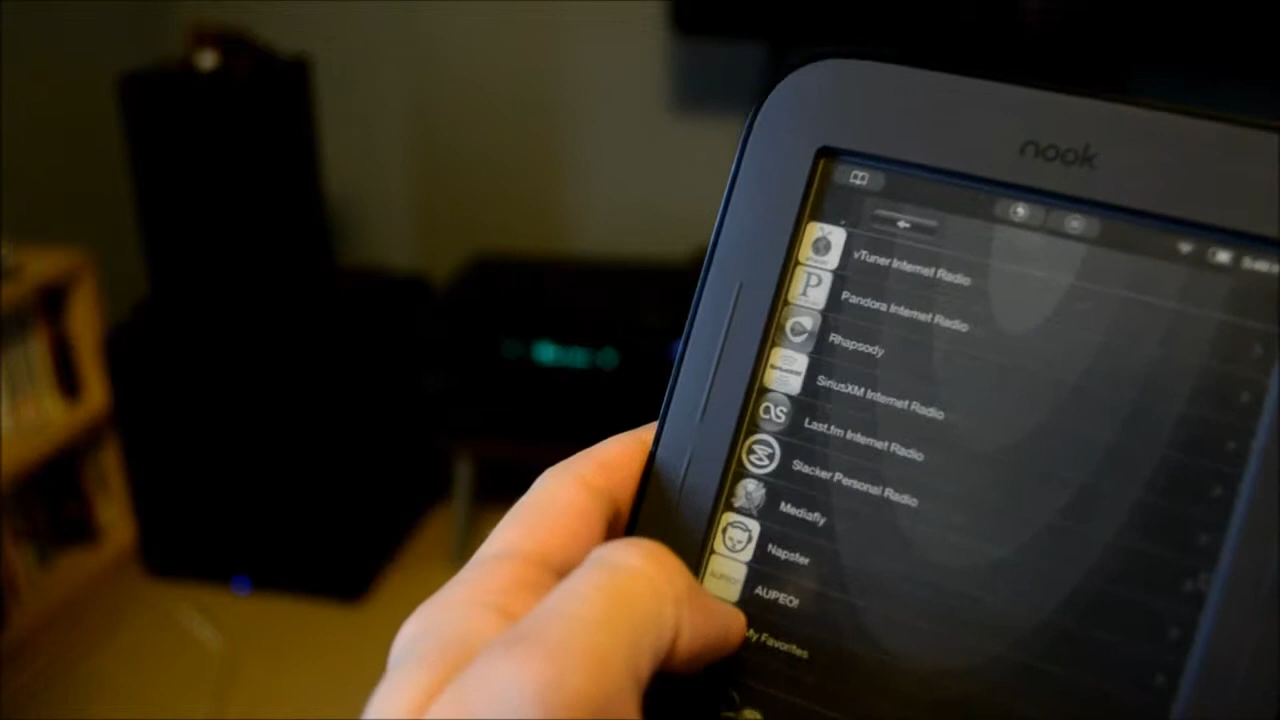 nook
vTuner Internet Radio
P
Pandora Internet Radio
Rhapsody
SiriusXM Internet Radio
Last.fm Internet Radio
Slacker Personal Radio
Mediafly
Napster
AUPEO!
AUPEO!
My Favorites